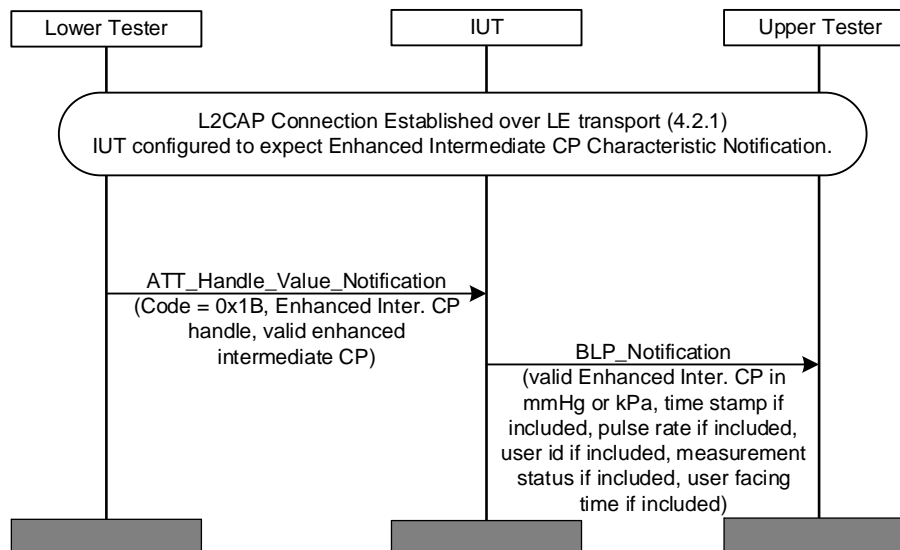 Lower Tester
IUT
Upper Tester
L2CAP Connection Established over LE transport (4.2.1)
IUT configured to expect Enhanced Intermediate CP Characteristic Notification.
ATT_Handle_Value_Notification
(Code = 0x1B, Enhanced Inter. CP
handle, valid enhanced
intermediate CP)
BLP_Notification
(valid Enhanced Inter. CP in
mmHg or kPa, time stamp if
included, pulse rate if included,
user id if included, measurement
status if included, user facing
time if included)